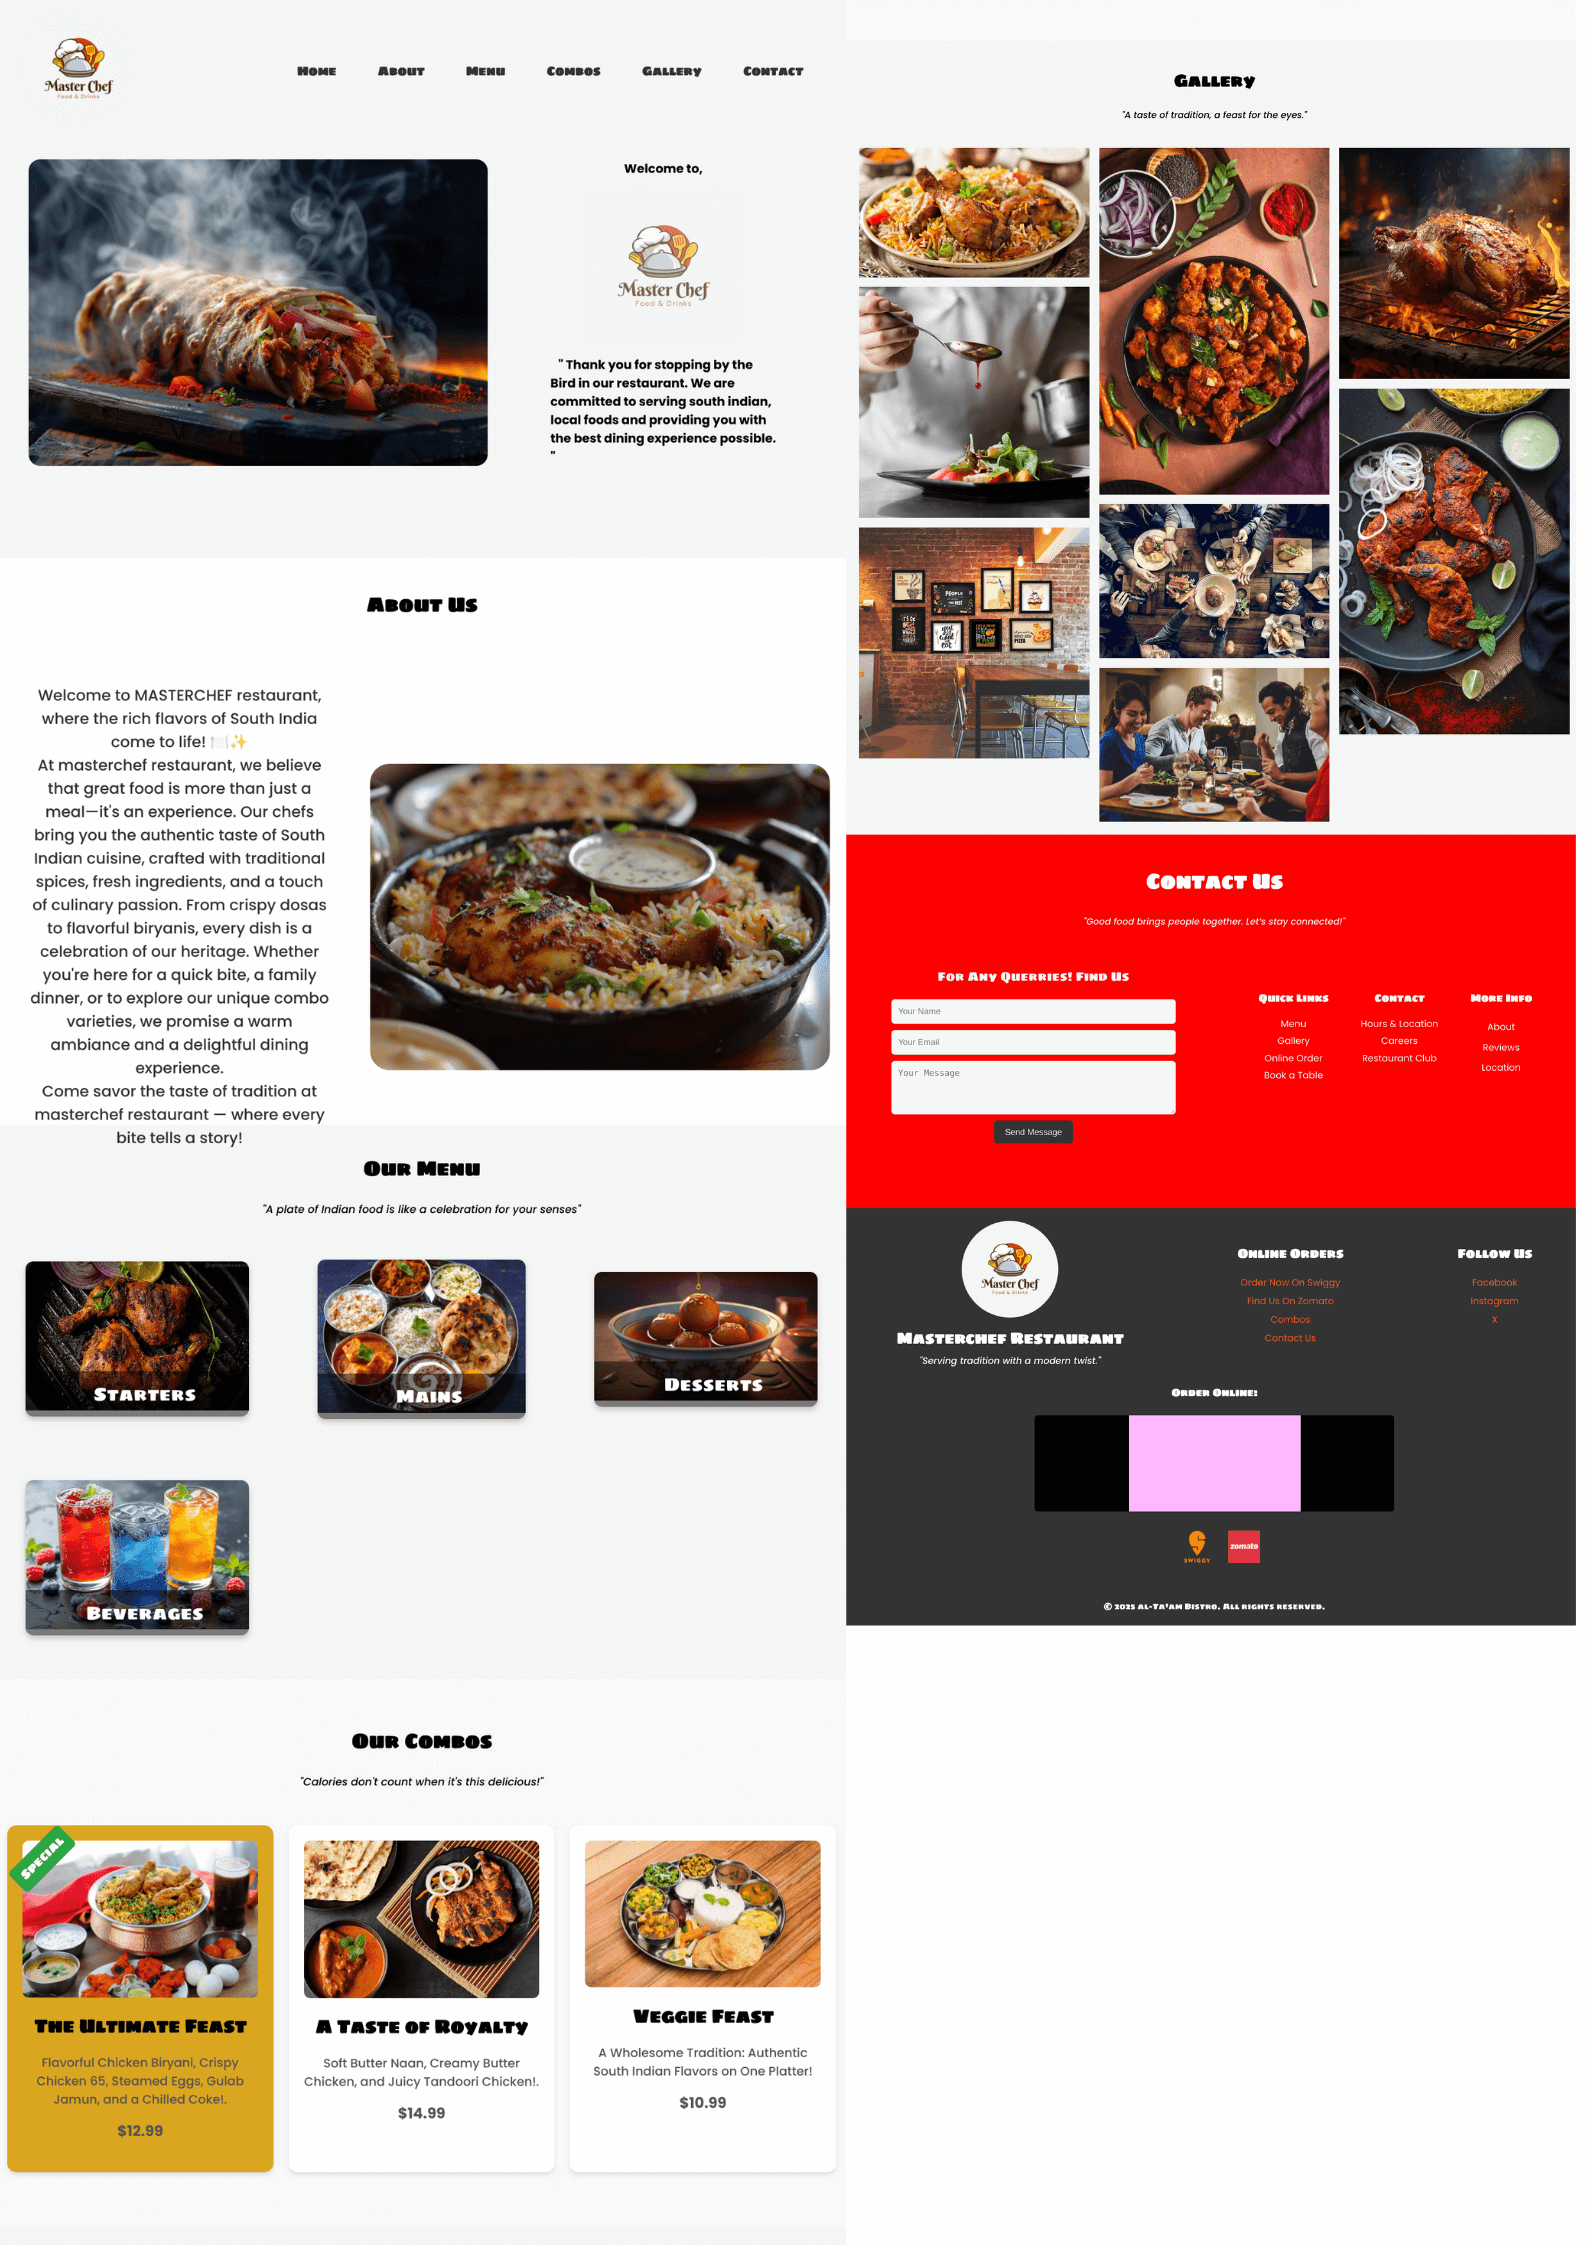 Master Chef
Food & Drinks
Home About Menu Combos Gallery Contact
Welcome to,
Master Chef
Food & Drinks
" Thank you for stopping by the
Bird in our restaurant. We are
committed to serving south indian,
local foods and providing you with
the best dining experience possible.
"
About Us
Welcome to MASTERCHEF restaurant,
where the rich flavors of South India
come to life! 🍽️✨
At masterchef restaurant, we believe
that great food is more than just a
meal—it's an experience. Our chefs
bring you the authentic taste of South
Indian cuisine, crafted with traditional
spices, fresh ingredients, and a touch
of culinary passion. From crispy dosas
to flavorful biryanis, every dish is a
celebration of our heritage. Whether
you're here for a quick bite, a family
dinner, or to explore our unique combo
varieties, we promise a warm
ambiance and a delightful dining
experience.
Come savor the taste of tradition at
masterchef restaurant — where every
bite tells a story!
Our Menu
"A plate of Indian food is like a celebration for your senses"
Starters
Mains
Desserts
Beverages
Our Combos
"Calories don't count when it's this delicious!"
Special
The Ultimate Feast
Flavorful Chicken Biryani, Crispy
Chicken 65, Steamed Eggs, Gulab
Jamun, and a Chilled Coke!.
$12.99
A Taste of Royalty
Soft Butter Naan, Creamy Butter
Chicken, and Juicy Tandoori Chicken!.
$14.99
Veggie Feast
A Wholesome Tradition: Authentic
South Indian Flavors on One Platter!
$10.99
Gallery
"A taste of tradition, a feast for the eyes."
PEOPLE
PIZZA
Contact Us
"Good food brings people together. Let's stay connected!"
For Any Querries! Find Us
Your Name
Your Email
Your Message
Send Message
Quick Links
Menu
Gallery
Online Order
Book a Table
Contact
Hours & Location
Careers
Restaurant Club
More Info
About
Reviews
Location
Master Chef
Food & Drinks
Masterchef Restaurant
"Serving tradition with a modern twist."
Online Orders
Order Now On Swiggy
Find Us On Zomato
Combos
Contact Us
Follow Us
Facebook
Instagram
X
Order Online:
SWIGGY
zomato
© 2025 al-Ta'am Bistro. All rights reserved.